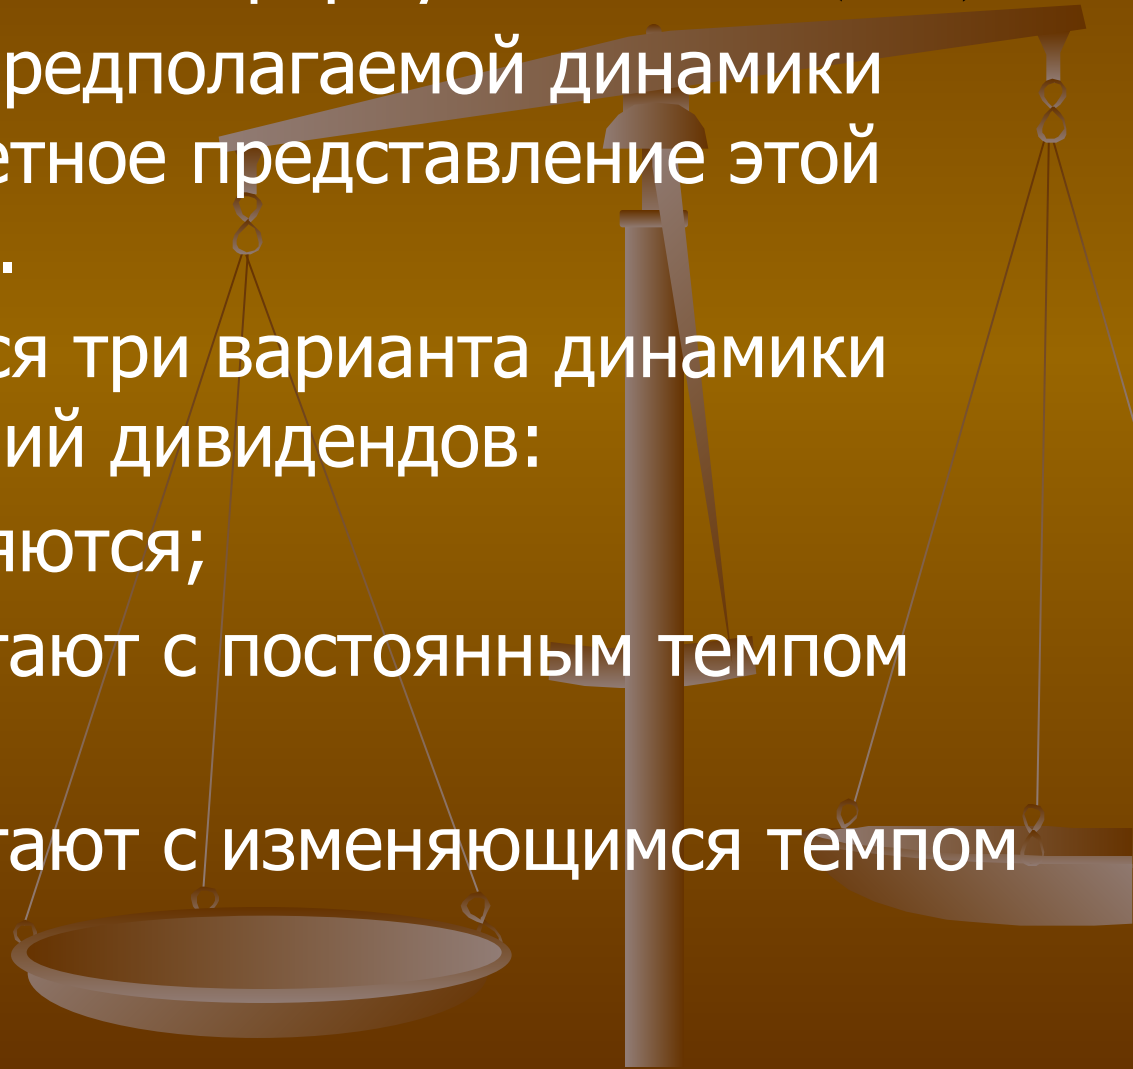 редполагаемой динамики
етное представление этой
.
ся три варианта динамики
ий дивидендов:
яются;
тают с постоянным темпом
тают с изменяющимся темпом